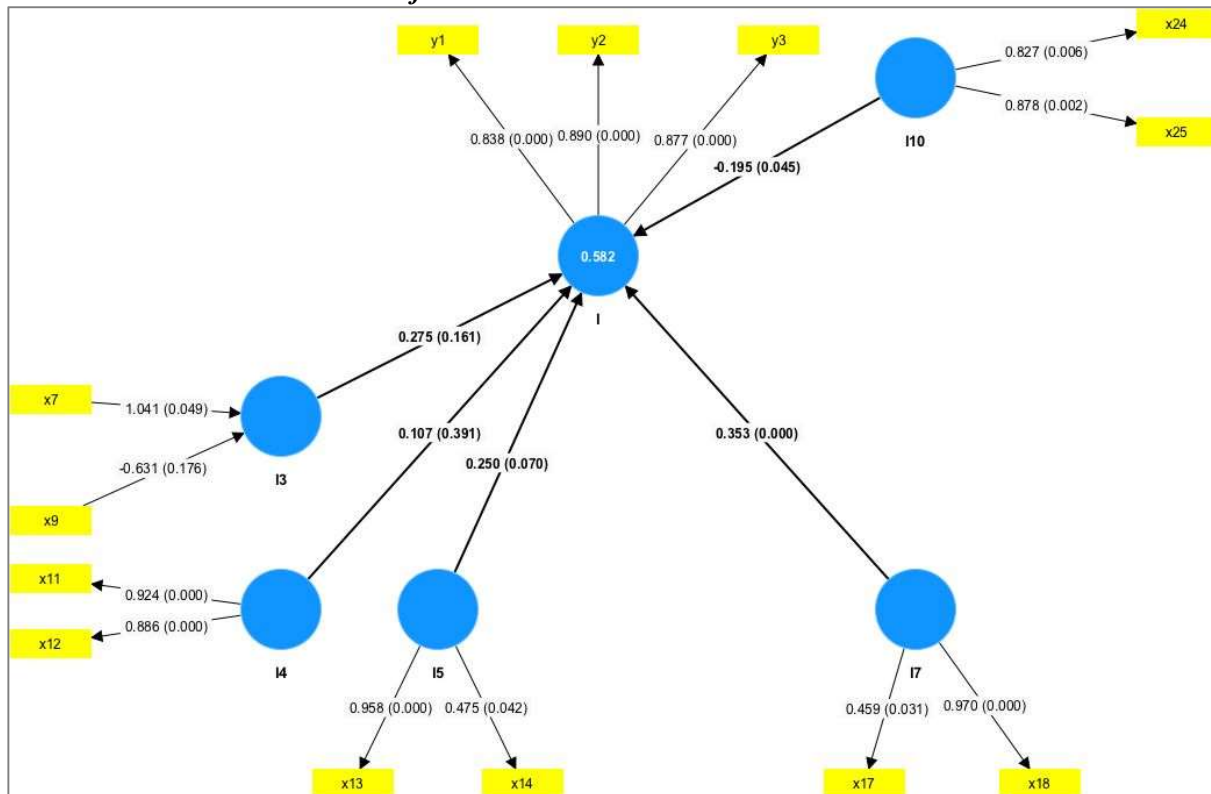 y1
y2
y3
x24
0.827 (0.006)
0.878 (0.002)
x25
0.838 (0.000)
0.890 (0.000)
0.877 (0.000)
I10
-0.195 (0.045)
0.582
I
0.275 (0.161)
x7
1.041 (0.049)
0.107 (0.391)
0.353 (0.000)
-0.631 (0.176)
0.250 (0.070)
I3
x9
x11
0.924 (0.000)
0.886 (0.000)
x12
I4
I5
I7
0.958 (0.000)
0.475 (0.042)
0.459 (0.031)
0.970 (0.000)
x13
x14
x17
x18